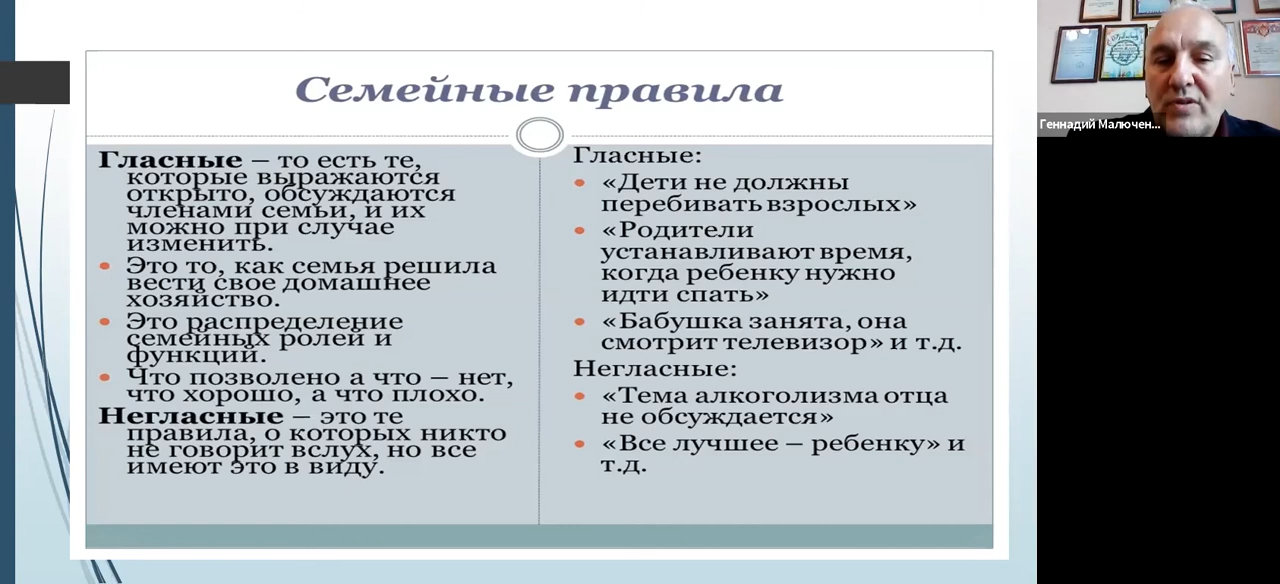 Семейные правила
Гласные – то есть те,
которые выражаются
открыто, обсуждаются
членами семьи, и их
можно при случае
изменить.
• Это то, как семья решила
вести свое домашнее
хозяйство.
• Это распределение
семейных ролей и
функций.
• Что позволено а что – нет,
что хорошо, а что плохо.
Негласные – это те
правила, о которых никто
не говорит вслух, но все
имеют это в виду.
Гласные:
• «Дети не должны
перебивать взрослых»
• «Родители
устанавливают время,
когда ребенку нужно
идти спать»
• «Бабушка занята, она
смотрит телевизор» и т.д.
Негласные:
• «Тема алкоголизма отца
не обсуждается»
• «Все лучшее – ребенку» и
т.д.
Геннадий Малючен...